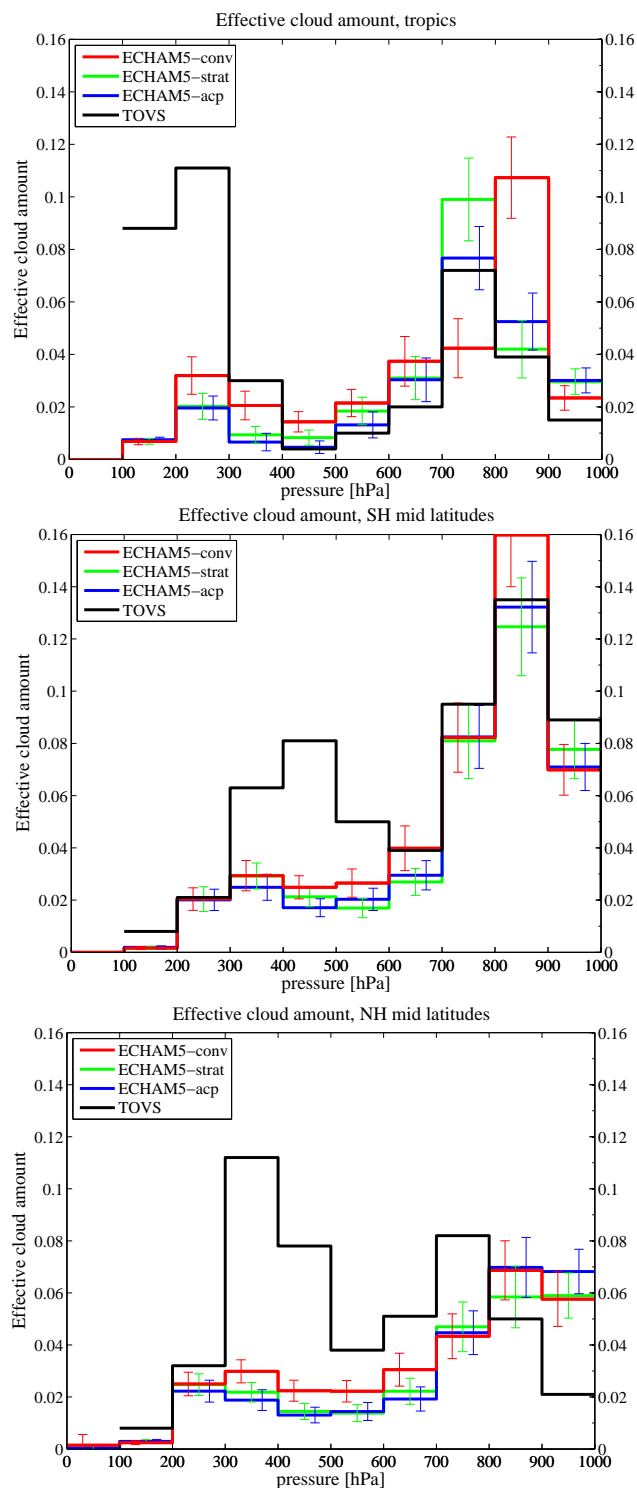 Effective cloud amount, tropics
0.16 0.16
ECHAM5−conv
ECHAM5−strat
ECHAM5−acp
TOVS
0.14 0.14
0.12 0.12
0.1 0.1
0.08 0.08
0.06 0.06
0.04 0.04
0.02 0.02
0 0
Effective cloud amount
0 100 200 300 400 500 600 700 800 900 1000
pressure [hPa]
Effective cloud amount, SH mid latitudes
0.16 0.16
ECHAM5−conv
ECHAM5−strat
ECHAM5−acp
TOVS
0.14 0.14
0.12 0.12
0.1 0.1
0.08 0.08
0.06 0.06
0.04 0.04
0.02 0.02
0 0
Effective cloud amount
0 100 200 300 400 500 600 700 800 900 1000
pressure [hPa]
Effective cloud amount, NH mid latitudes
0.16 0.16
ECHAM5−conv
ECHAM5−strat
ECHAM5−acp
TOVS
0.14 0.14
0.12 0.12
0.1 0.1
0.08 0.08
0.06 0.06
0.04 0.04
0.02 0.02
0 0
Effective cloud amount
0 100 200 300 400 500 600 700 800 900 1000
pressure [hPa]